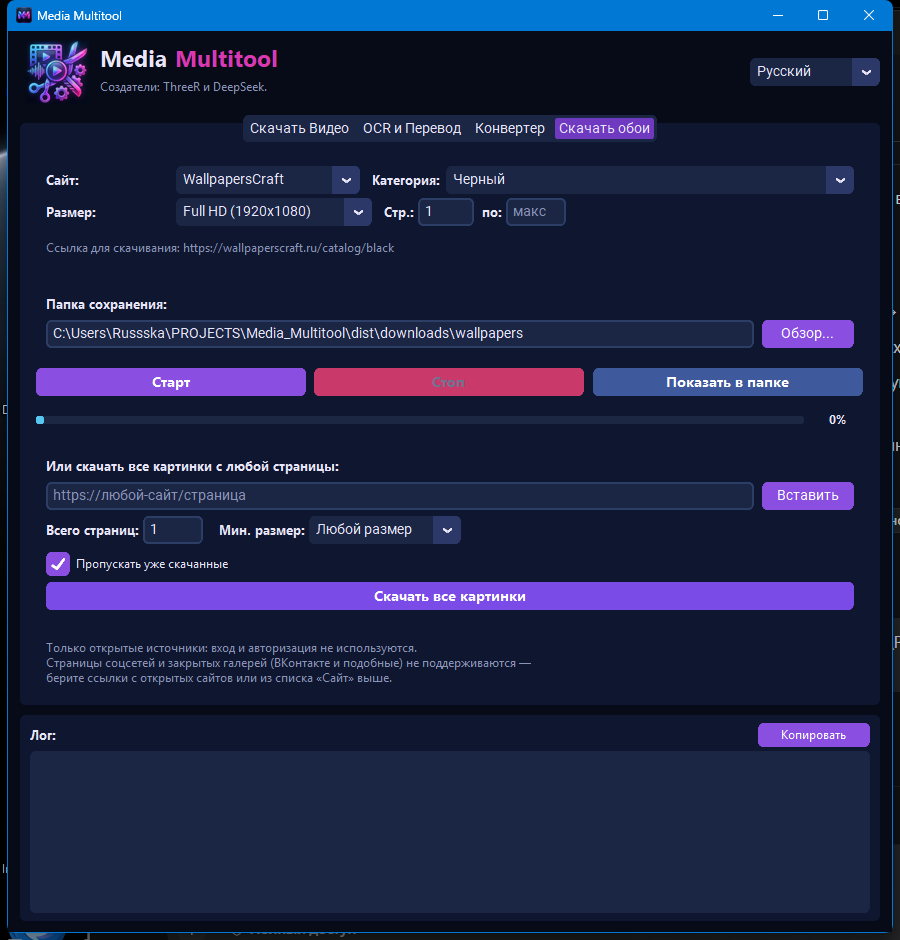 Media Multitool
Media Multitool
Создатели: ThreeR и DeepSeek.
Русский
Скачать Видео OCR и Перевод Конвертер Скачать обои
Сайт: WallpapersCraft Категория: Черный
Размер: Full HD (1920x1080) Стр.: 1 по: макс
Ссылка для скачивания: https://wallpaperscraft.ru/catalog/black
Папка сохранения:
C:\Users\Russska\PROJECTS\Media_Multitool\dist\downloads\wallpapers Обзор...
Старт Стоп Показать в папке
0%
Или скачать все картинки с любой страницы:
https://любой-сайт/страница Вставить
Всего страниц: 1 Мин. размер: Любой размер
Пропускать уже скачанные
Скачать все картинки
Только открытые источники: вход и авторизация не используются.
Страницы соцсетей и закрытых галерей (ВКонтакте и подобные) не поддерживаются —
берите ссылки с открытых сайтов или из списка «Сайт» выше.
Лог: Копировать